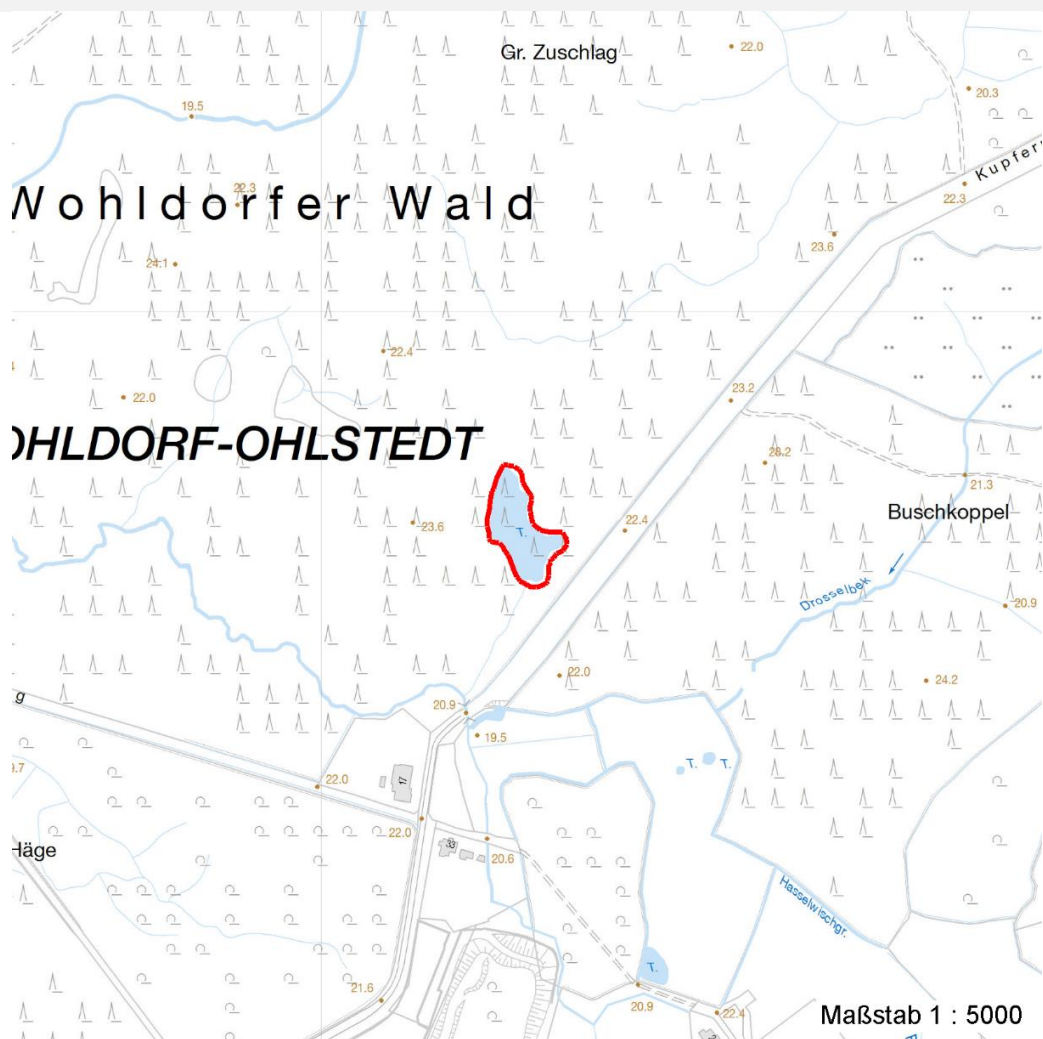 Gr. Zuschlag
22.0
20.3
19.5
Kupfer
22.3
Wohldorfer Wald
22.3
23.6
24.1
22.4
22.0
23.2
OHLDORF-OHLSTEDT
28.2
21.3
23.6
T.
22.4
Buschkoppel
Drosselbek
20.9
22.0
24.2
g
20.9
19.5
9.7
T.
T.
22.0
17
22.0
33
20.6
Häge
Hasselwischgr.
T.
21.6
20.9
22.4
Maßstab 1 : 5000